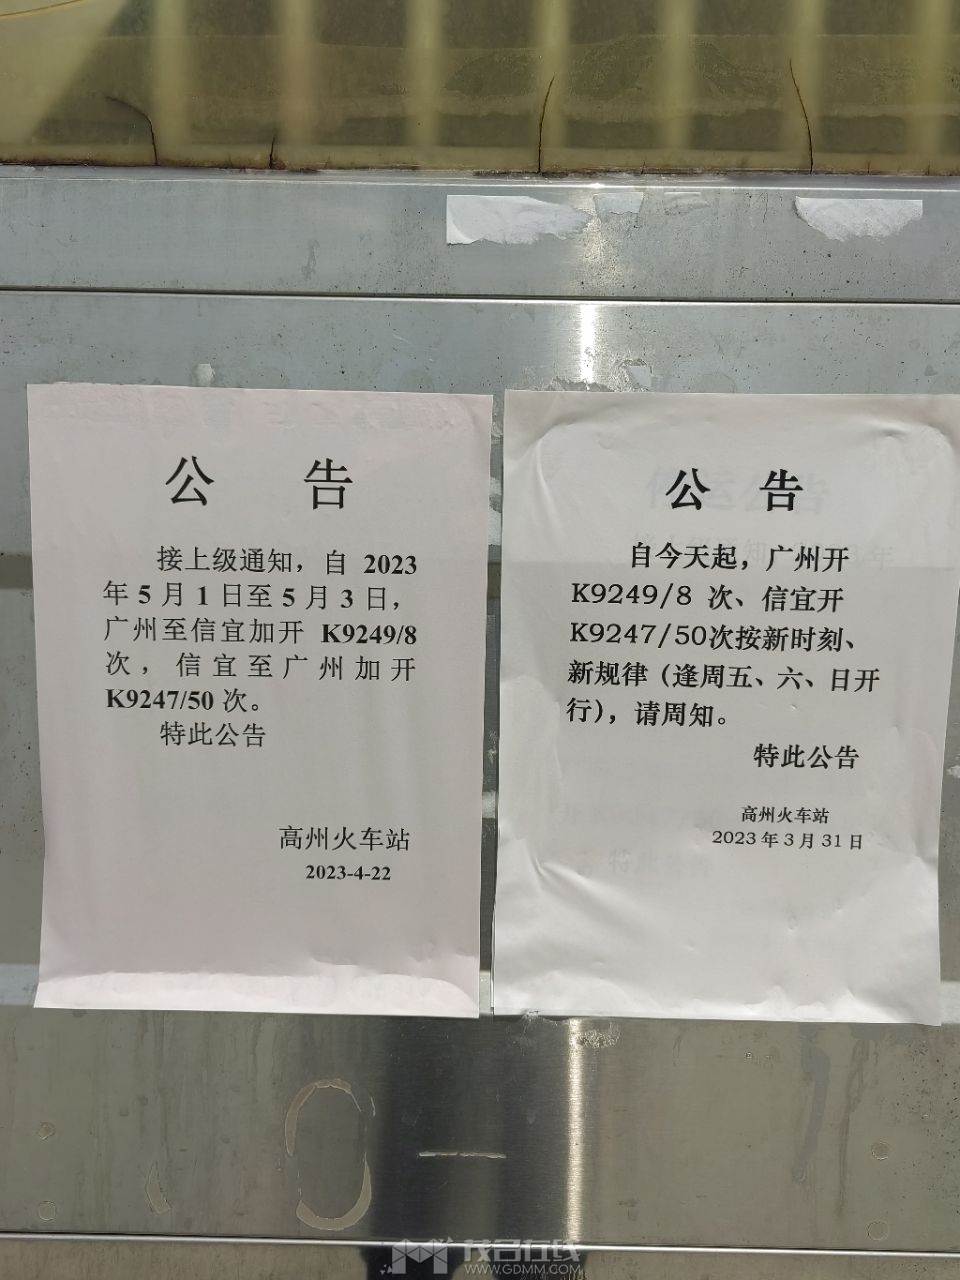 公 告
接上级通知，自 2023
年 5 月 1 日至 5 月 3 日，
广州至信宜加开 K9249/8
次，信宜至广州加开
K9247/50 次。
特此公告
高州火车站
2023-4-22
公 告
自今天起，广州开
K9249/8 次、信宜开
K9247/50次按新时刻、
新规律（逢周五、六、日开
行），请周知。
特此公告
高州火车站
2023 年 3 月 31 日
茂名在线
WWW.GDMM.COM